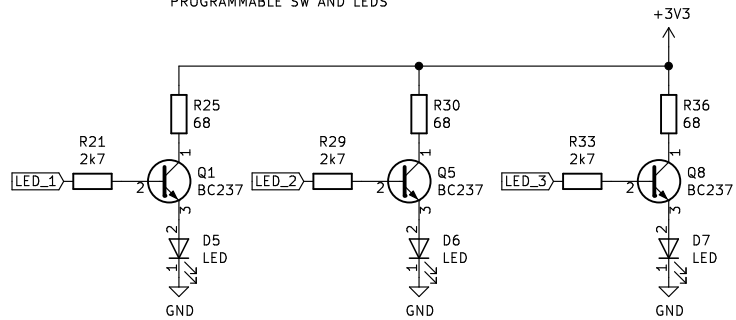 PROGRAMMABLE SW AND LEDS
+3V3
R25
68
R30
68
R36
68
R21
2k7
R29
2k7
R33
2k7
1
1
1
LED_1
2
Q1
BC237
LED_2
2
Q5
BC237
LED_3
2
Q8
BC237
3
3
3
2
D5
LED
1
2
D6
LED
1
2
D7
LED
1
GND
GND
GND